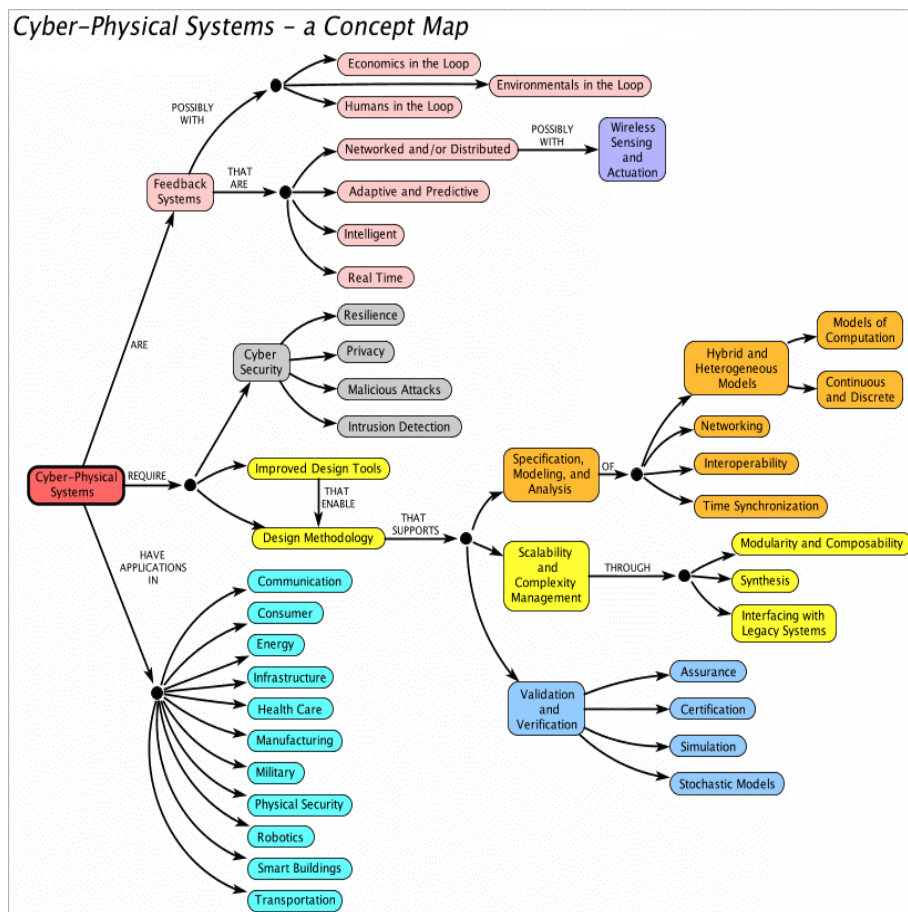 Cyber-Physical Systems - a Concept Map
Economics in the Loop
Environmentals in the Loop
Humans in the Loop
POSSIBLY
WITH
Networked and/or Distributed
POSSIBLY
WITH
Wireless
Sensing
and
Actuation
THAT
ARE
Feedback
Systems
Adaptive and Predictive
Intelligent
Real Time
ARE
Resilience
Cyber
Security
Privacy
Malicious Attacks
Intrusion Detection
Models of
Computation
Hybrid and
Heterogeneous
Models
Continuous
and Discrete
Networking
Interoperability
Time Synchronization
Specification,
Modeling, and
Analysis
OF
Cyber-Physical
Systems
REQUIRE
Improved Design Tools
THAT
ENABLE
Design Methodology
THAT
SUPPORTS
Scalability
and
Complexity
Management
THROUGH
Modularity and Composability
Synthesis
Interfacing with
Legacy Systems
HAVE
APPLICATIONS
IN
Communication
Consumer
Energy
Infrastructure
Health Care
Manufacturing
Military
Physical Security
Robotics
Smart Buildings
Transportation
Validation
and
Verification
Assurance
Certification
Simulation
Stochastic Models